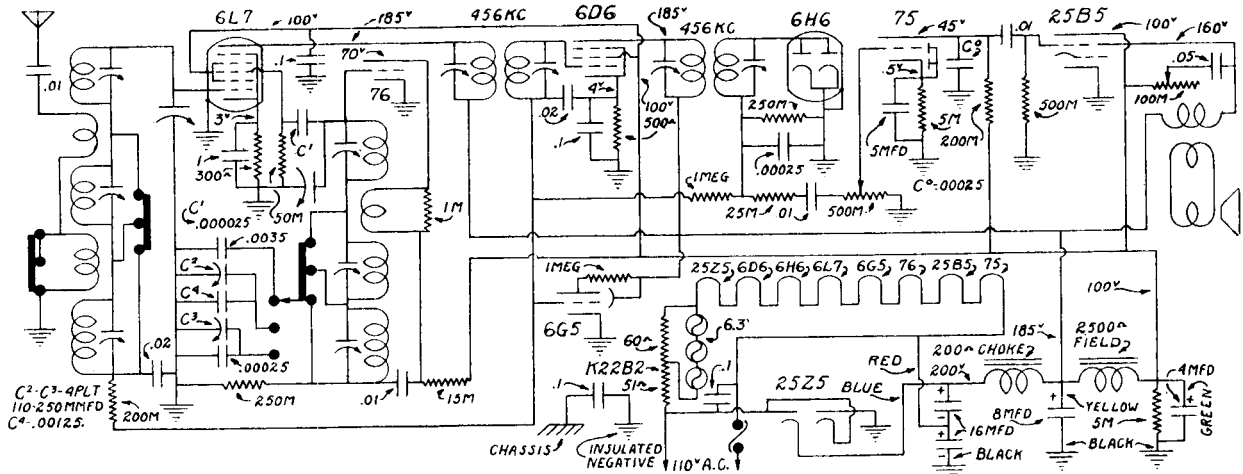 6L7
100v
185v
456KC
6D6
185v
456KC
6H6
75
45v
.01
25B5
100v
160v
.01
.1
70v
76
3v
C'
.1
300Ω
50M
4v
.02
.1
100v
500Ω
250M
.00025
.5v
C°
5MFD
5M
200M
500M
.05
100M
1MEG
25M
.01
500M
C°-.00025
1M
C'
.000025
.0035
C²
C⁴
C³
.00025
1MEG
6G5
25Z5
6D6
6H6
6L7
6G5
76
25B5
75
60Ω
6.3v
K22B2
51Ω
.1
100v
185v
2500Ω
FIELD
200Ω CHOKE
200v
RED
BLUE
25Z5
4MFD
GREEN
8MFD
YELLOW
5M
16MFD
BLACK
BLACK
.02
C²-C³-4PLT
110-250MMFD
C⁴-.00125.
200M
250M
.01
15M
.1
CHASSIS
INSULATED
NEGATIVE
110v A.C.